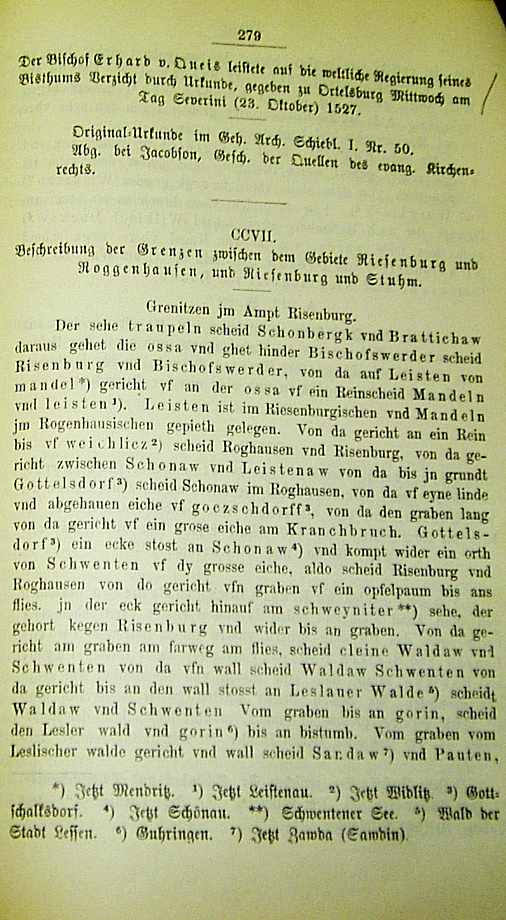 279
Der Bischof Erhard v. Queis leistete auf die weltliche Regierung seines
Bisthums Verzicht durch Urkunde, gegeben zu Ortelsburg Mittwoch am
Tag Severini (23. Oktober) 1527.
Original-Urkunde im Geh. Arch. Schiebl. I. Nr. 50.
Abg. bei Jacobson, Gesch. der Quellen des evang. Kirchen-
rechts.
CCVII.
Beschreibung der Grenzen zwischen dem Gebiete Riesenburg und
Roggenhausen, und Riesenburg und Stuhm.
Grenitzen jm Ampt Risenburg.
Der sehe traupeln scheid Schonbergk vnd Brattichaw
daraus gehet die ossa vnd ghet hinder Bischofswerder scheid
Risenburg vnd Bischofswerder, von da auf Leisten von
mandel*) gericht vf an der ossa vf ein Reinscheid Mandeln
vnd leisten¹). Leisten ist im Riesenburgischen vnd Mandeln
jm Rogenhausischen gepieth gelegen. Von da gericht an ein Rein
bis vf weichlicz²) scheid Roghausen vnd Risenburg, von da ge-
richt zwischen Schonaw vnd Leistenaw von da bis jn grundt
Gottelsdorf³) scheid Schonaw im Roghausen, von da vf eyne linde
vnd abgehauen eiche vf goczschdorff³, von da den graben lang
von da gericht vf ein grose eiche am Kranchbruch. Gottels-
dorf³) ein ecke stost an Schonaw⁴) vnd kompt wider ein orth
von Schwenten vf dy grosse eiche, aldo scheid Risenburg vnd
Roghausen von do gericht vfn graben vf ein opfelpaum bis ans
flies. jn der eck gericht hinauf am schweyniter**) sehe, der
gehort kegen Risenburg vnd wider bis an graben. Von da ge-
richt am graben am farweg am flies, scheid cleine Waldaw vnd
Schwenten von da vfn wall scheid Waldaw Schwenten von
da gericht bis an den wall stosst an Leslauer Walde⁵) scheidt
Waldaw vnd Schwenten Vom graben bis an gorin, scheid
den Lesler wald vnd gorin⁶) bis an bistumb. Vom graben vom
Leslischer walde gericht vnd wall scheid Sandaw⁷) vnd Pauten,
*) Jetzt Mendritz. ¹) Jetzt Leistenau. ²) Jetzt Widlitz. ³) Gott-
schalksdorf. ⁴) Jetzt Schönau. **) Schwentener See. ⁵) Wald der
Stadt Lessen. ⁶) Guhringen. ⁷) Jetzt Zawda (Sawdin).